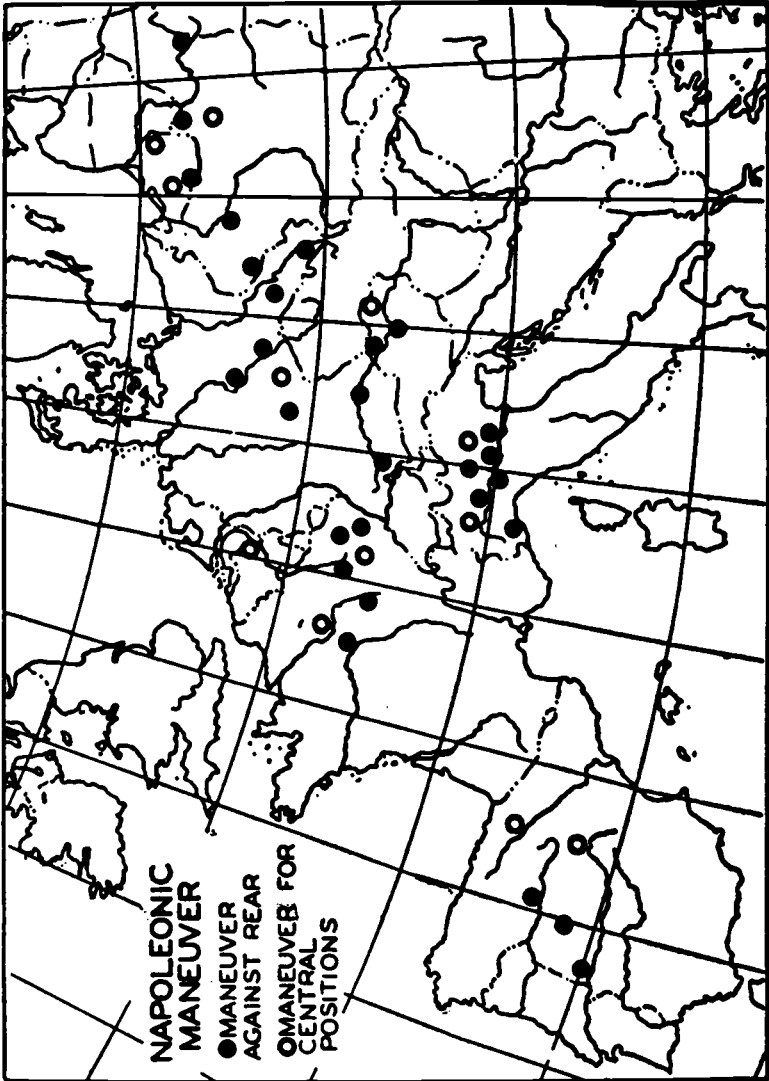 NAPOLEONIC
MANEUVER
MANEUVER
AGAINST REAR
MANEUVER FOR
CENTRAL
POSITIONS